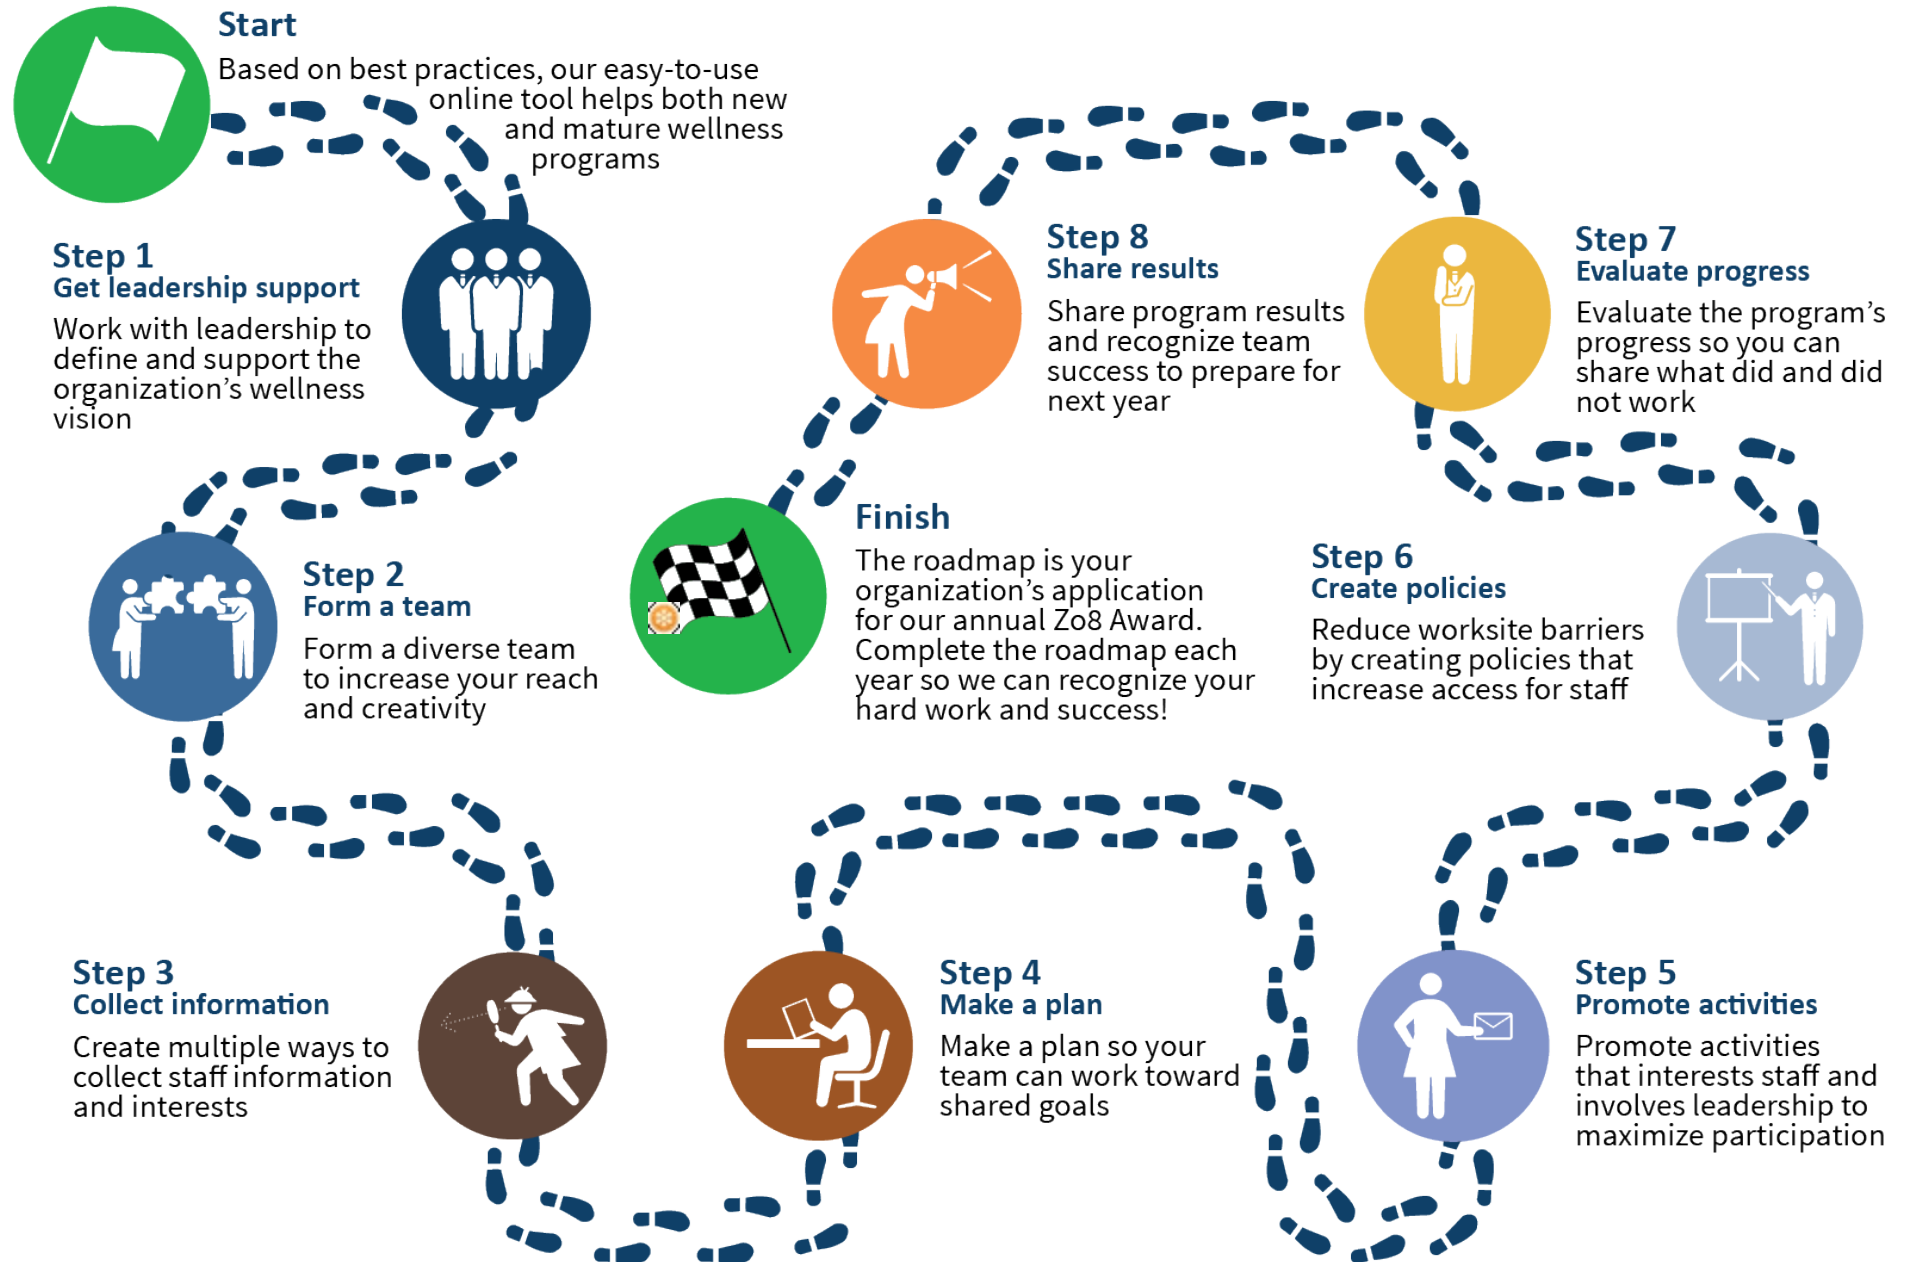 Start
Based on best practices, our easy-to-use
online tool helps both new
and mature wellness
programs
Step 1
Get leadership support
Work with leadership to
define and support the
organization's wellness
vision
Step 2
Form a team
Form a diverse team
to increase your reach
and creativity
Step 3
Collect information
Create multiple ways to
collect staff information
and interests
Step 4
Make a plan
Make a plan so your
team can work toward
shared goals
Step 5
Promote activities
Promote activities
that interests staff and
involves leadership to
maximize participation
Step 6
Create policies
Reduce worksite barriers
by creating policies that
increase access for staff
Step 7
Evaluate progress
Evaluate the program's
progress so you can
share what did and did
not work
Step 8
Share results
Share program results
and recognize team
success to prepare for
next year
Finish
The roadmap is your
organization's application
for our annual Zo8 Award.
Complete the roadmap each
year so we can recognize your
hard work and success!